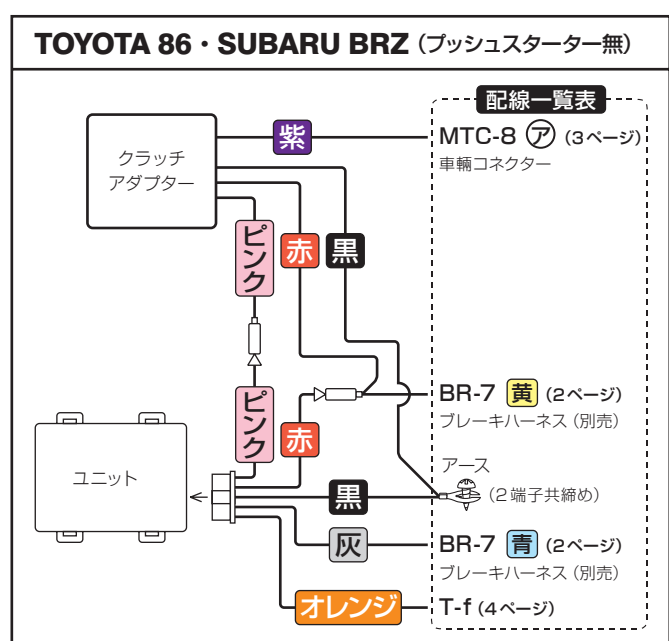 TOYOTA 86・SUBARU BRZ（プッシュスターター無）
配線一覧表
紫
MTC-8 ㋐（3ページ）
車輌コネクター
クラッチ
アダプター
ピンク
赤
黒
BR-7 黄（2ページ）
ブレーキハーネス（別売）
ピンク
赤
アース
（2端子共締め）
ユニット
黒
灰
BR-7 青（2ページ）
ブレーキハーネス（別売）
オレンジ
T-f（4ページ）